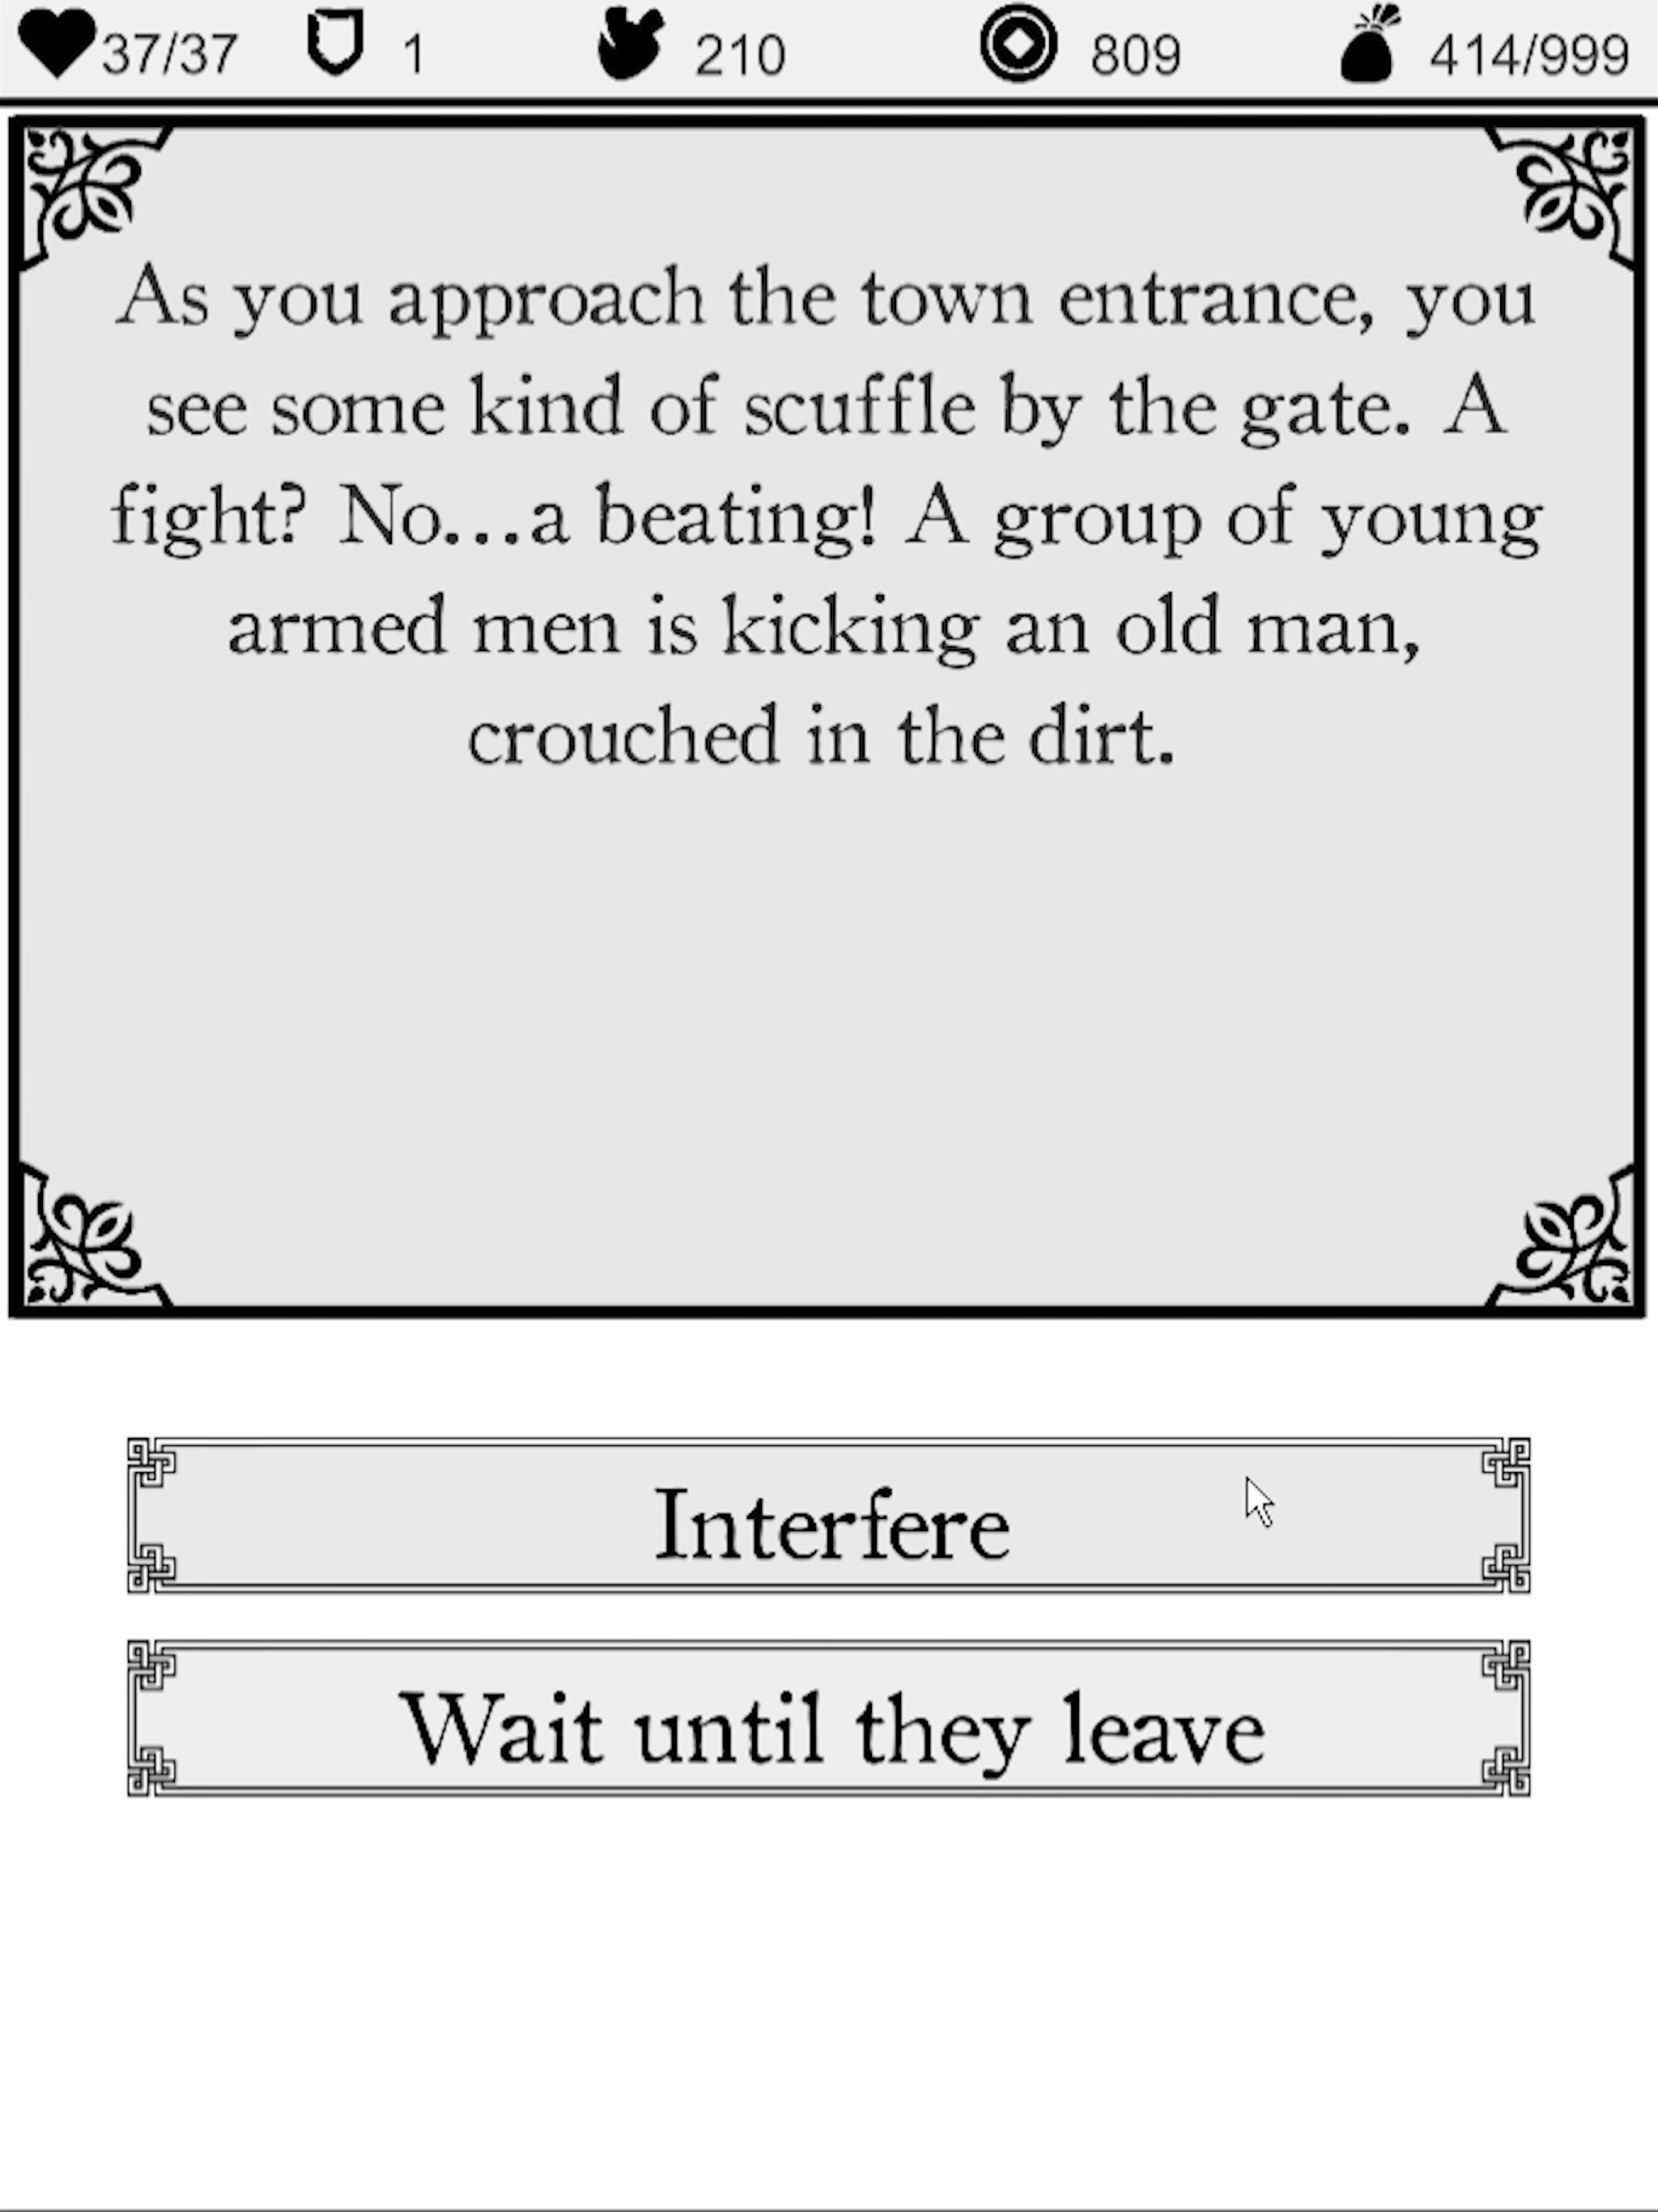 37/37 1 210 809 414/999
As you approach the town entrance, you
see some kind of scuffle by the gate. A
fight? No...a beating! A group of young
armed men is kicking an old man,
crouched in the dirt.
Interfere
Wait until they leave